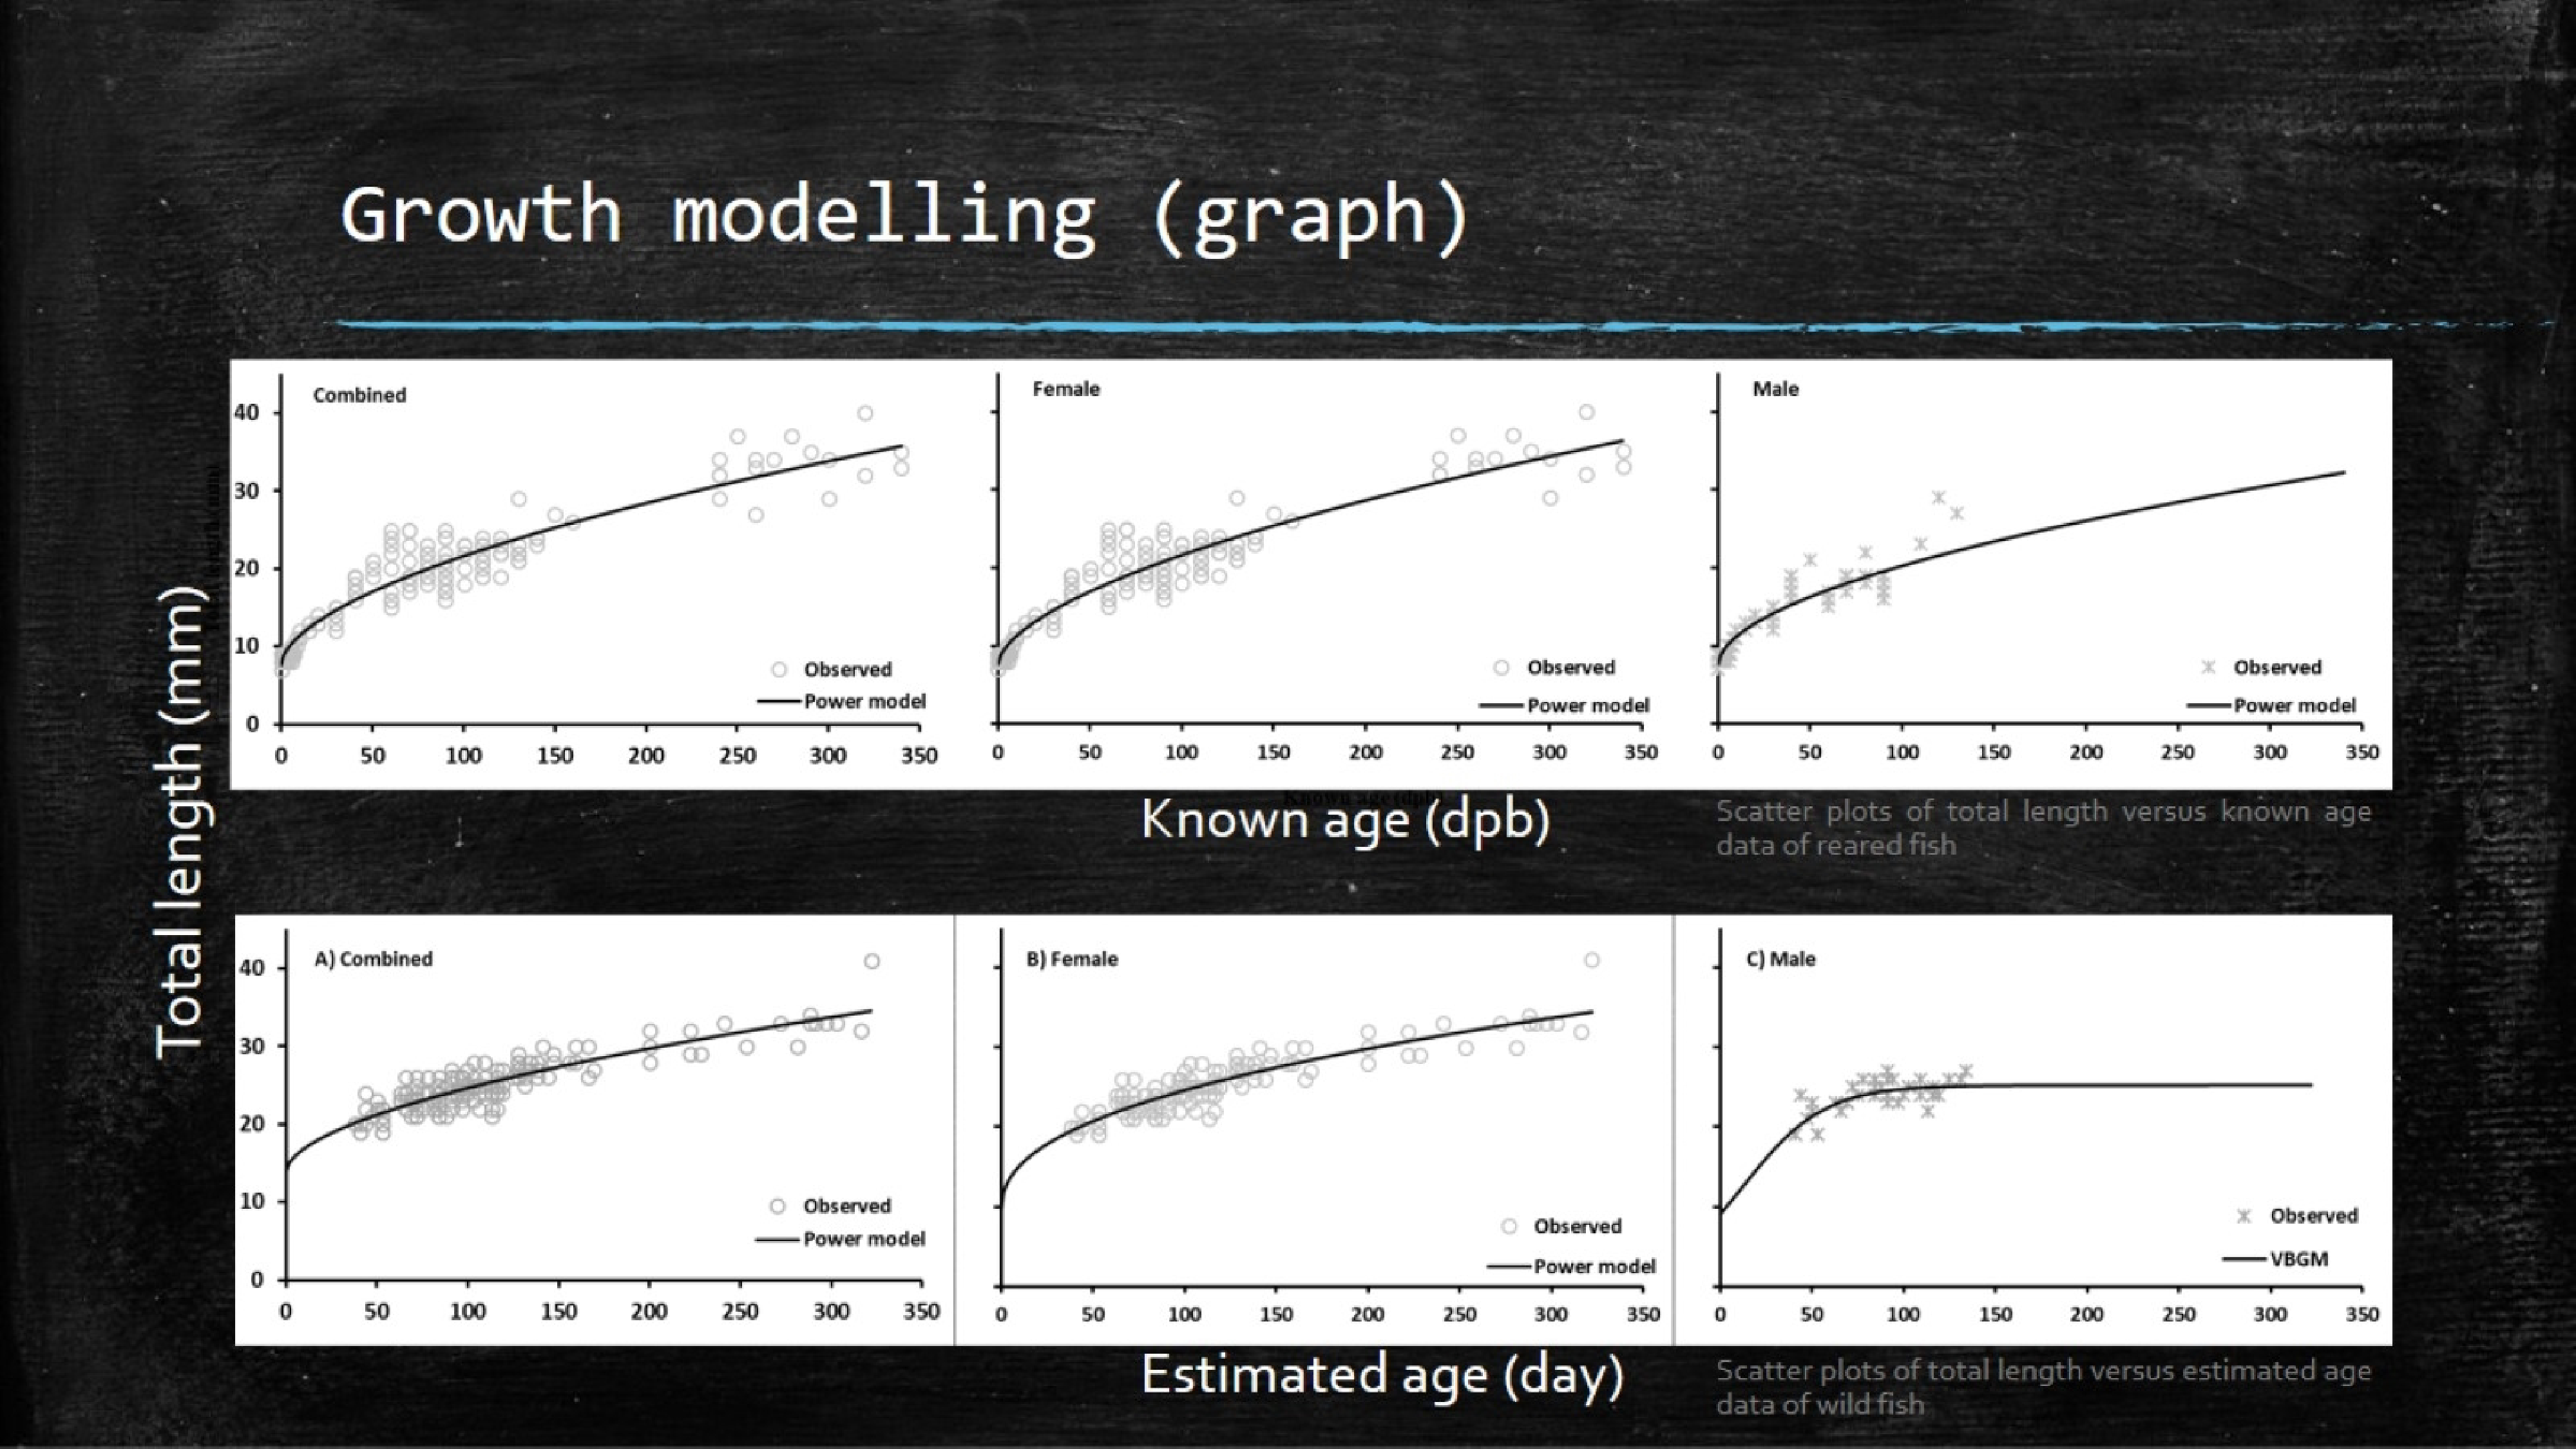 Growth modelling (graph)
Total length (mm)
Combined
40
30
20
10
0
Observed
Power model
0 50 100 150 200 250 300 350
Female
Observed
Power model
0 50 100 150 200 250 300 350
Male
Observed
Power model
0 50 100 150 200 250 300 350
Known age (dpb)
Scatter plots of total length versus known age
data of reared fish
A) Combined
40
30
20
10
0
Observed
Power model
0 50 100 150 200 250 300 350
B) Female
Observed
Power model
0 50 100 150 200 250 300 350
C) Male
Observed
VBGM
0 50 100 150 200 250 300 350
Estimated age (day)
Scatter plots of total length versus estimated age
data of wild fish